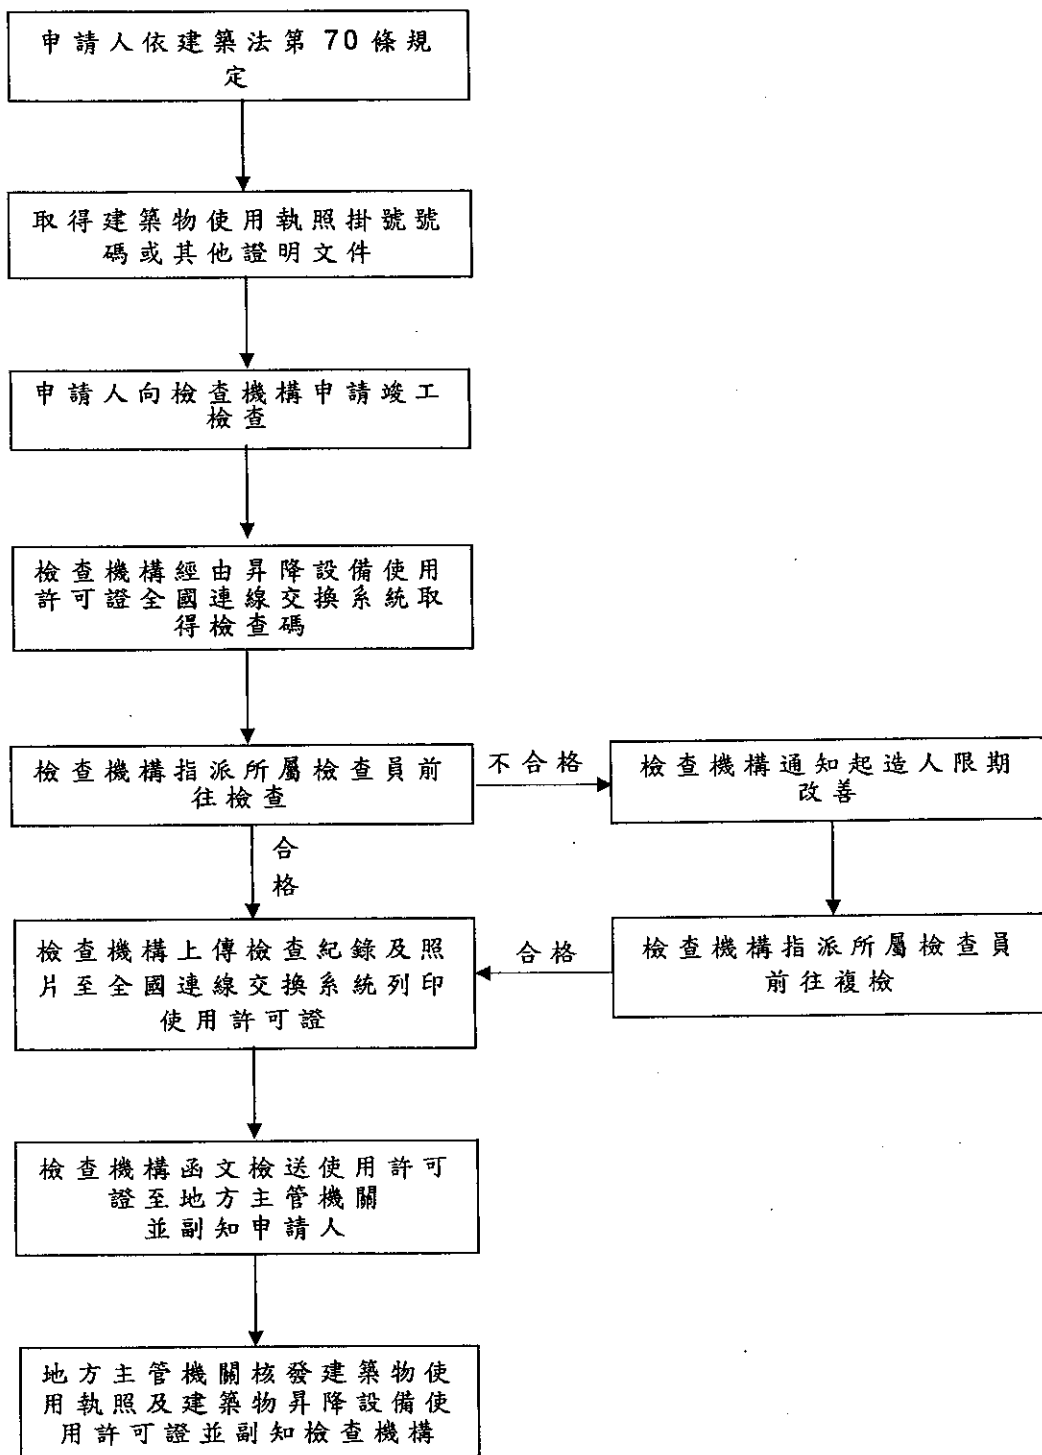 申請人依建築法第 70 條規
定
取得建築物使用執照掛號號
碼或其他證明文件
申請人向檢查機構申請竣工
檢查
檢查機構經由昇降設備使用
許可證全國連線交換系統取
得檢查碼
檢查機構指派所屬檢查員前
往檢查
不合格
檢查機構通知起造人限期
改善
合
格
檢查機構上傳檢查紀錄及照
片至全國連線交換系統列印
使用許可證
合格
檢查機構指派所屬檢查員
前往複檢
檢查機構函文檢送使用許可
證至地方主管機關
並副知申請人
地方主管機關核發建築物使
用執照及建築物昇降設備使
用許可證並副知檢查機構